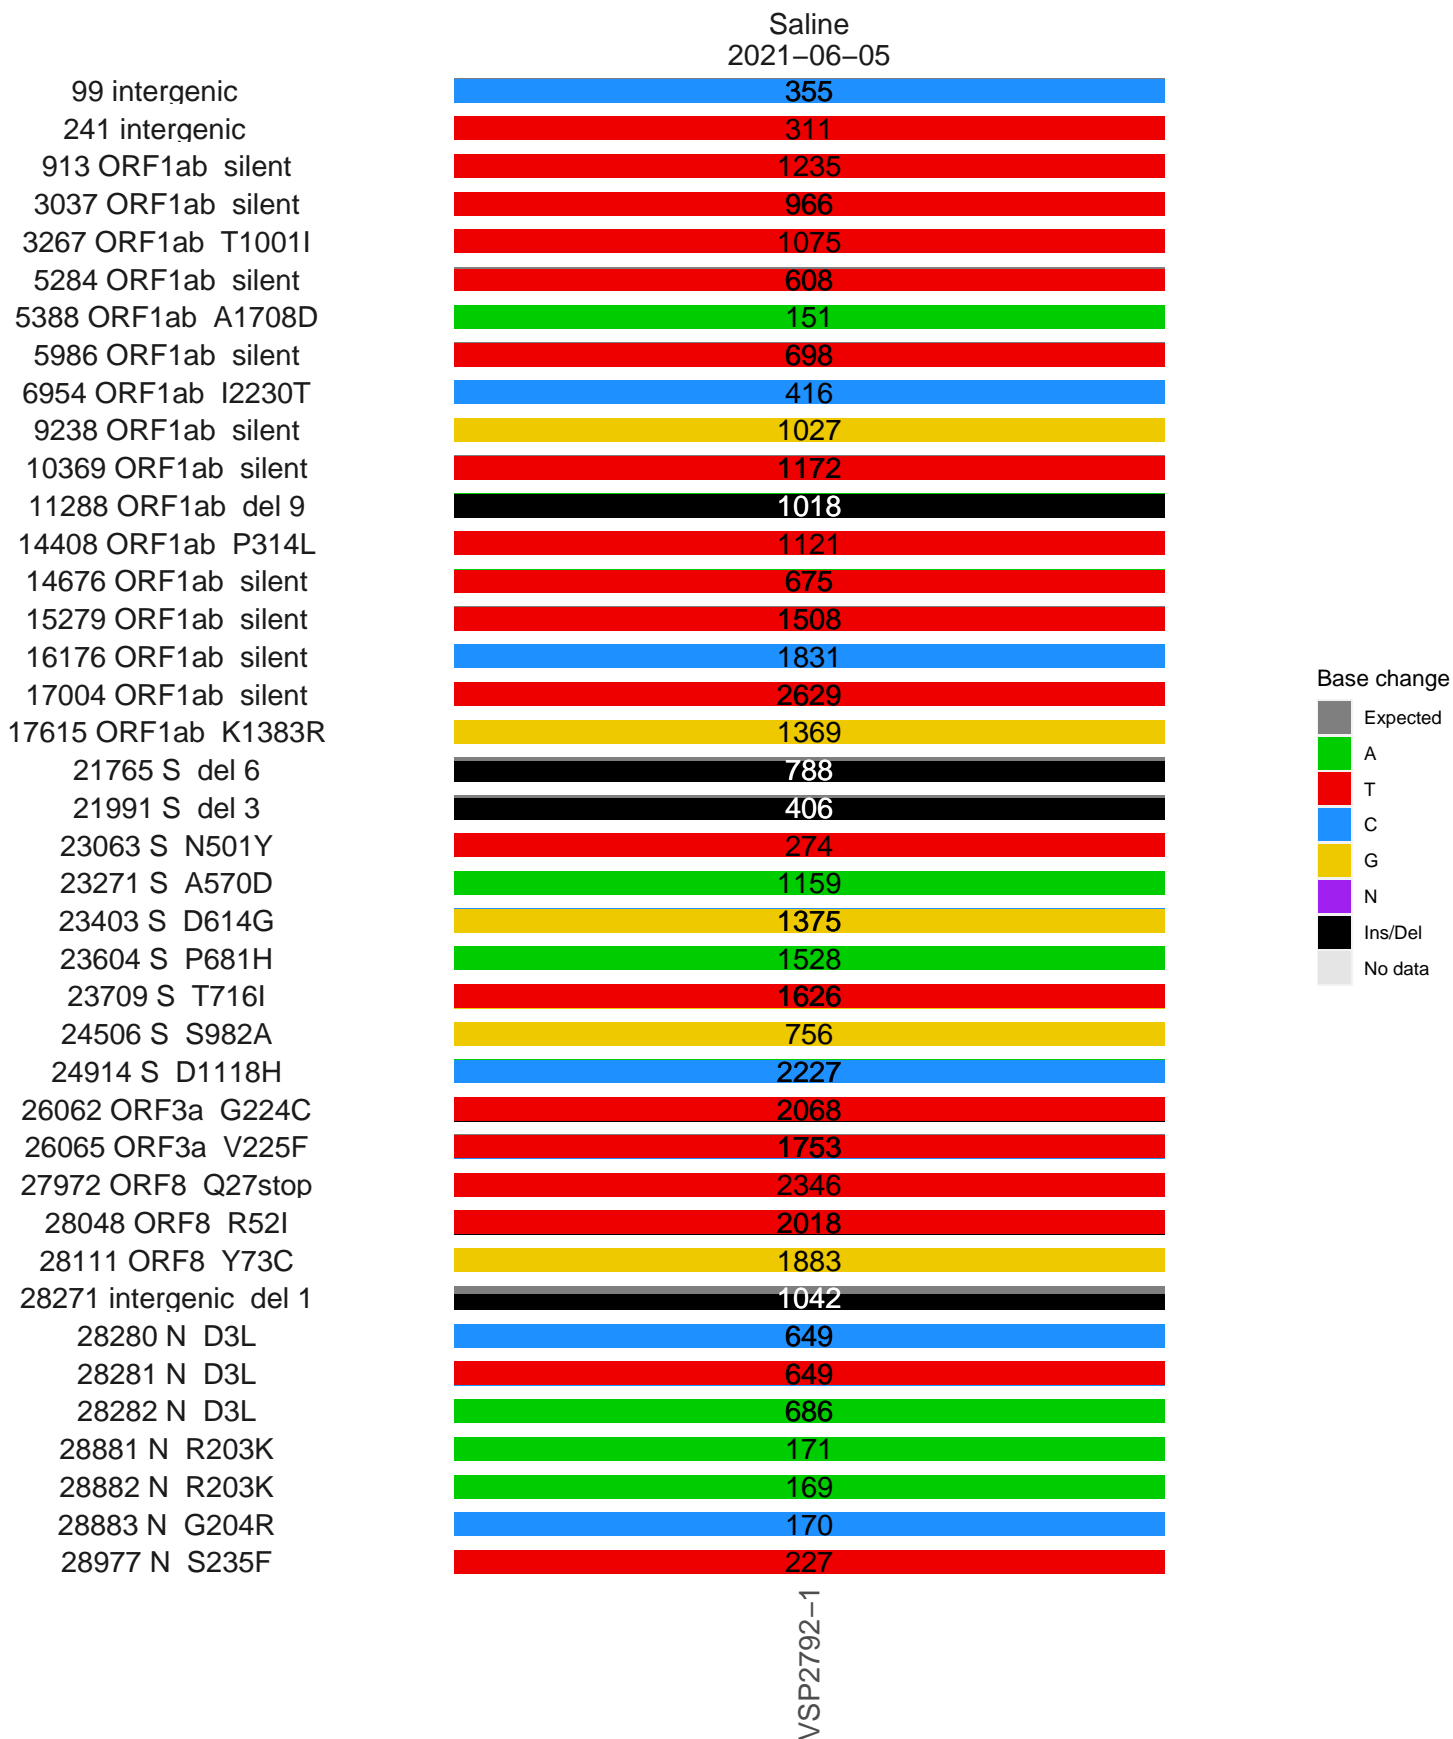 Saline
2021−06−05
99 intergenic 355
241 intergenic 311
913 ORF1ab silent 1235
3037 ORF1ab silent 966
3267 ORF1ab T1001I 1075
5284 ORF1ab silent 608
5388 ORF1ab A1708D 151
5986 ORF1ab silent 698
6954 ORF1ab I2230T 416
9238 ORF1ab silent 1027
10369 ORF1ab silent 1172
11288 ORF1ab del 9 1018
14408 ORF1ab P314L 1121
14676 ORF1ab silent 675
15279 ORF1ab silent 1508
16176 ORF1ab silent 1831
17004 ORF1ab silent 2629
17615 ORF1ab K1383R 1369
21765 S del 6 788
21991 S del 3 406
23063 S N501Y 274
23271 S A570D 1159
23403 S D614G 1375
23604 S P681H 1528
23709 S T716I 1626
24506 S S982A 756
24914 S D1118H 2227
26062 ORF3a G224C 2068
26065 ORF3a V225F 1753
27972 ORF8 Q27stop 2346
28048 ORF8 R52I 2018
28111 ORF8 Y73C 1883
28271 intergenic del 1 1042
28280 N D3L 649
28281 N D3L 649
28282 N D3L 686
28881 N R203K 171
28882 N R203K 169
28883 N G204R 170
28977 N S235F 227
VSP2792−1
Base change
Expected
A
T
C
G
N
Ins/Del
No data